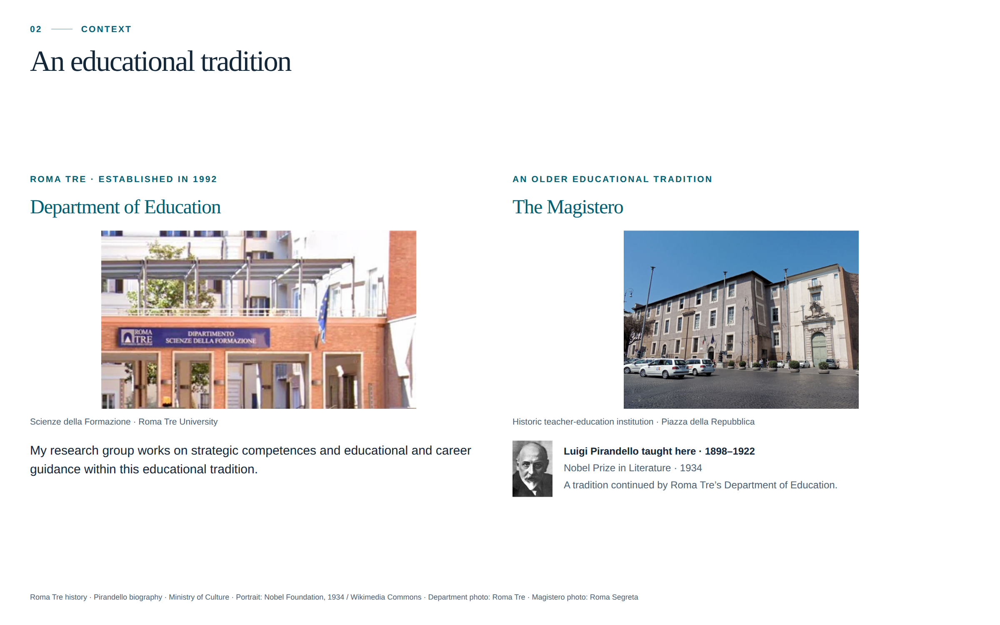 02 CONTEXT
An educational tradition
ROMA TRE · ESTABLISHED IN 1992
Department of Education
ROMA
TRE
DIPARTIMENTO
SCIENZE DELLA FORMAZIONE
Scienze della Formazione · Roma Tre University
My research group works on strategic competences and educational and career
guidance within this educational tradition.
AN OLDER EDUCATIONAL TRADITION
The Magistero
Historic teacher-education institution · Piazza della Repubblica
Luigi Pirandello taught here · 1898–1922
Nobel Prize in Literature · 1934
A tradition continued by Roma Tre’s Department of Education.
Roma Tre history · Pirandello biography · Ministry of Culture · Portrait: Nobel Foundation, 1934 / Wikimedia Commons · Department photo: Roma Tre · Magistero photo: Roma Segreta